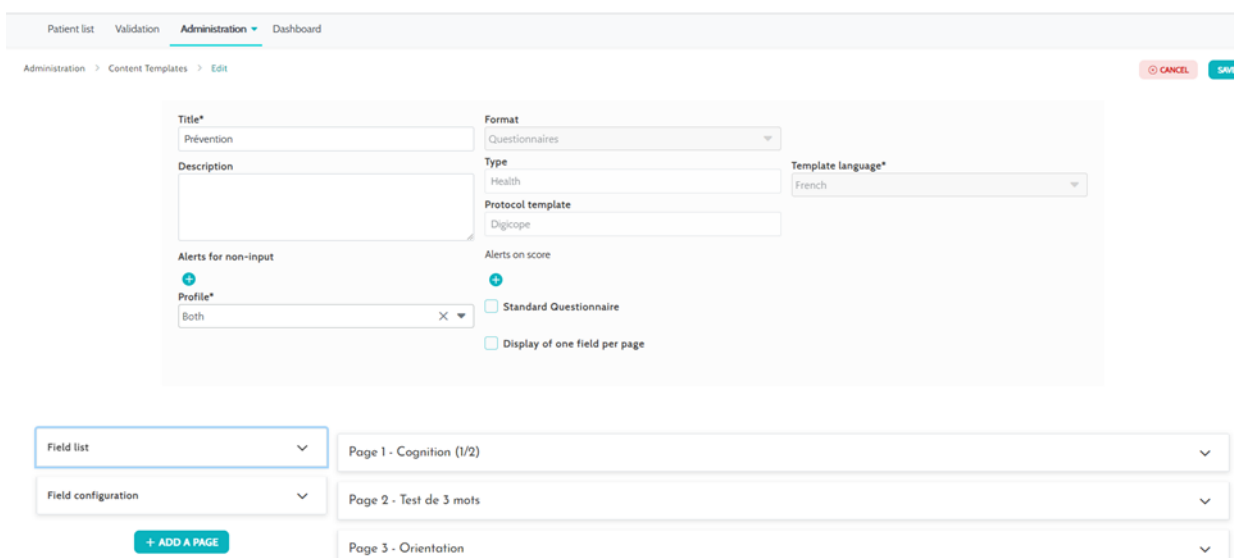 Patient list Validation Administration Dashboard
Administration > Content Templates > Edit
CANCEL
SAVE
Title*
Prévention
Format
Questionnaires
Description
Type
Health
Template language*
French
Protocol template
Digicope
Alerts for non-input
Alerts on score
Profile*
Both
Standard Questionnaire
Display of one field per page
Field list
Page 1 - Cognition (1/2)
Field configuration
Page 2 - Test de 3 mots
+ ADD A PAGE
Page 3 - Orientation